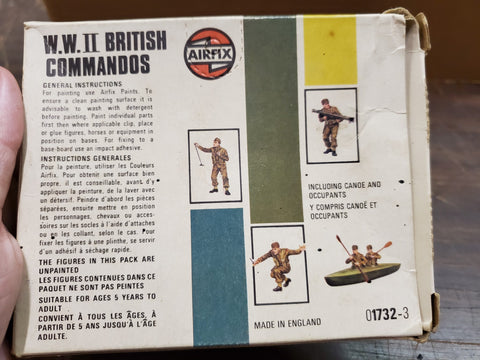 W.W.II BRITISH
COMMANDOS
AIRFIX
GENERAL INSTRUCTIONS
For painting use Airfix Paints. To
ensure a clean painting surface it is
advisable to wash with detergent
before painting. Paint individual parts
first then where applicable clip, place
or glue figures, horses or equipment in
position on bases. For fixing to a
base-board use an impact adhesive.
INSTRUCTIONS GENERALES
Pour la peinture, utiliser les Couleurs
Airfix. Pour obtenir une surface bien
propre, il est conseillable, avant d'y
appliquer la peinture, de la laver avec
un détersif. Peindre d'abord les pièces
séparées, ensuite mettre en position
les personnages, chevaux ou acces-
soires sur les socles à l'aide d'attaches
ou en les collant, selon le cas. Pour
fixer les figures à une plinthe, se servir
d'un adhésif à séchage rapide.
THE FIGURES IN THIS PACK ARE
UNPAINTED
LES FIGURES CONTENUES DANS CE
PAQUET NE SONT PAS PEINTES
SUITABLE FOR AGES 5 YEARS TO
ADULT
CONVIENT À TOUS LES ÂGES, À
PARTIR DE 5 ANS JUSQU'À L'ÂGE
ADULTE.
INCLUDING CANOE AND
OCCUPANTS
Y COMPRIS CANOË ET
OCCUPANTS
MADE IN ENGLAND
01732-3